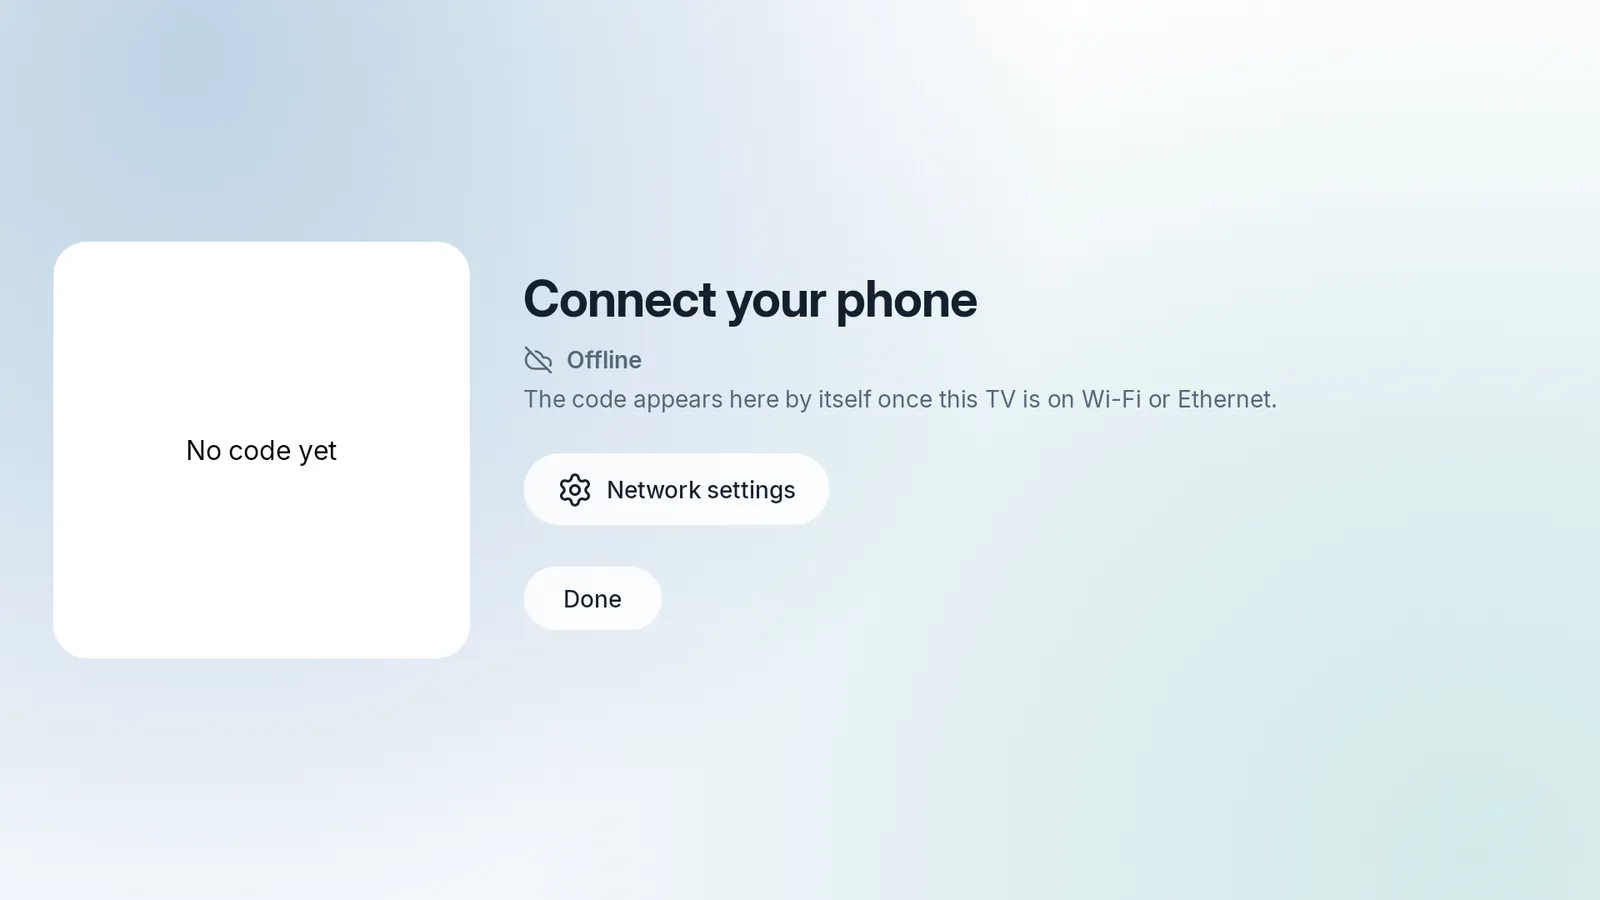 No code yet
Connect your phone
Offline
The code appears here by itself once this TV is on Wi-Fi or Ethernet.
Network settings
Done